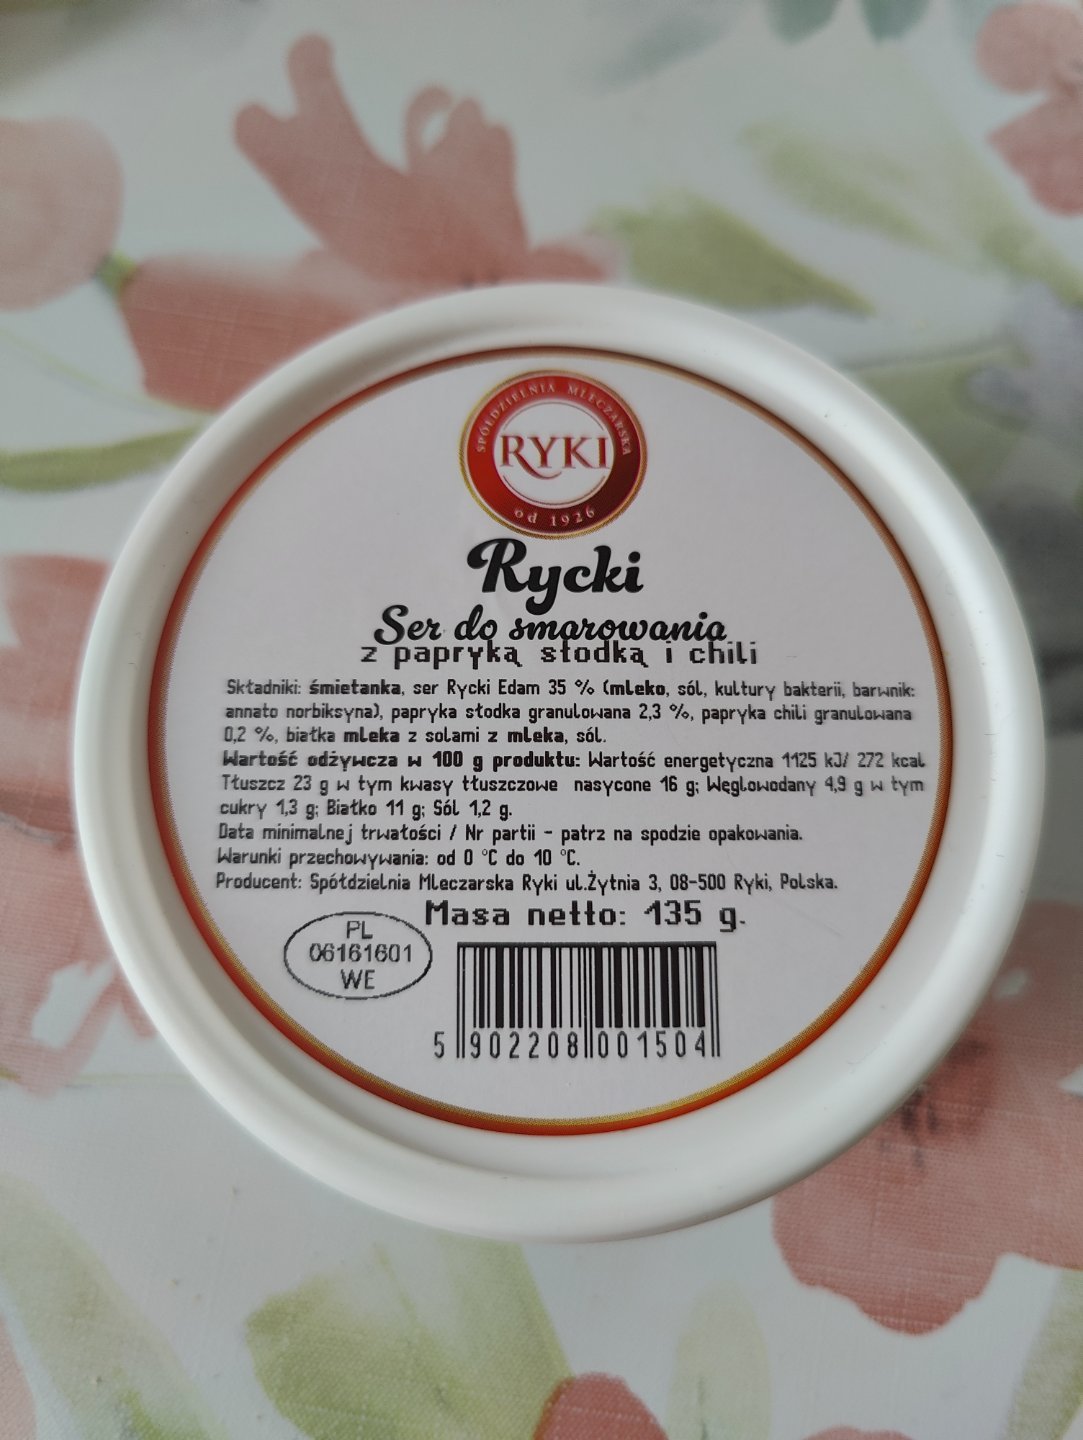 SPÓŁDZIELNIA MLECZARSKA
RYKI
od 1926
Rycki
Ser do smarowania
z papryką słodką i chili
Składniki: śmietanka, ser Rycki Edam 35 % (mleko, sól, kultury bakterii, barwnik:
annato norbiksyna), papryka słodka granulowana 2,3 %, papryka chili granulowana
0,2 %, białka mleka z solami z mleka, sól.
Wartość odżywcza w 100 g produktu: Wartość energetyczna 1125 kJ/ 272 kcal
Tłuszcz 23 g w tym kwasy tłuszczowe nasycone 16 g; Węglowodany 4,9 g w tym
cukry 1,3 g; Białko 11 g; Sól 1,2 g.
Data minimalnej trwałości / Nr partii - patrz na spodzie opakowania.
Warunki przechowywania: od 0 °C do 10 °C.
Producent: Spółdzielnia Mleczarska Ryki ul.Żytnia 3, 08-500 Ryki, Polska.
Masa netto: 135 g.
PL
06161601
WE
5 902208 001504